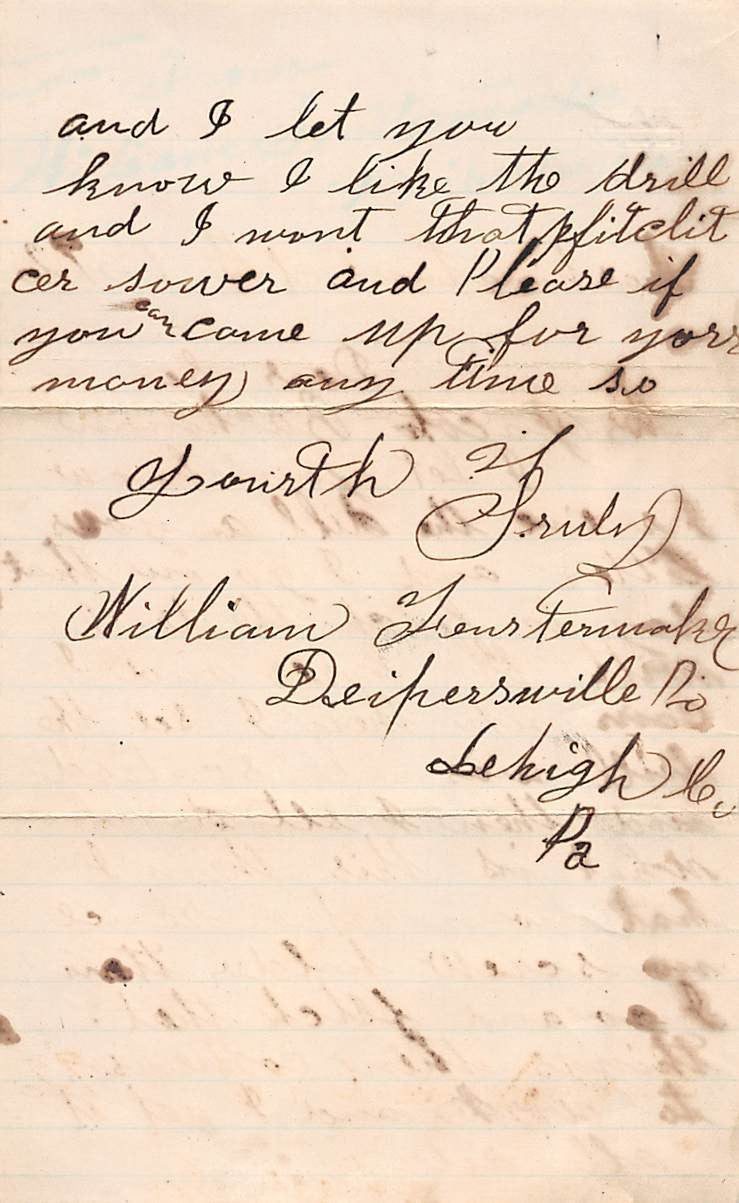 and I let you
know I like the drill
and I wont that
cer sower and Please if
you can come up for your
money any time so
Yourth
Truly
William Fenstermaker
Deipersville Po
Lehigh Co
Pa